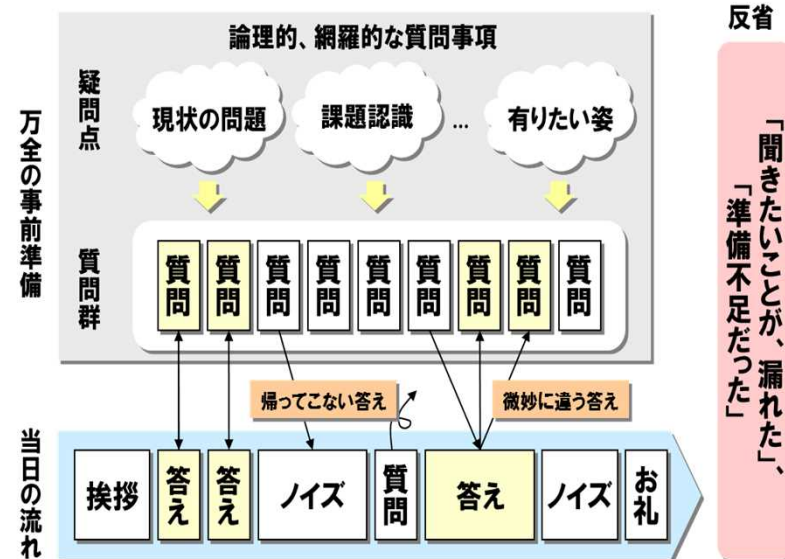 論理的、網羅的な質問事項
疑問点
現状の問題
課題認識
...
有りたい姿
万全の事前準備
質問群
質問
質問
質問
質問
質問
質問
質問
質問
質問
帰ってこない答え
微妙に違う答え
当日の流れ
挨拶
答え
答え
ノイズ
質問
答え
ノイズ
お礼
反省
「聞きたいことが、漏れた」、
「準備不足だった」